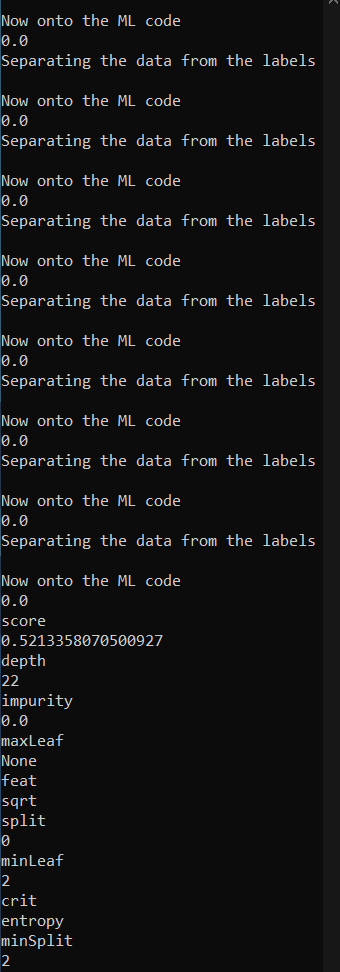 Now onto the ML code
0.0
Separating the data from the labels
Now onto the ML code
0.0
Separating the data from the labels
Now onto the ML code
0.0
Separating the data from the labels
Now onto the ML code
0.0
Separating the data from the labels
Now onto the ML code
0.0
Separating the data from the labels
Now onto the ML code
0.0
Separating the data from the labels
Now onto the ML code
0.0
Separating the data from the labels
Now onto the ML code
0.0
score
0.5213358070500927
depth
22
impurity
0.0
maxLeaf
None
feat
sqrt
split
0
minLeaf
2
crit
entropy
minSplit
2